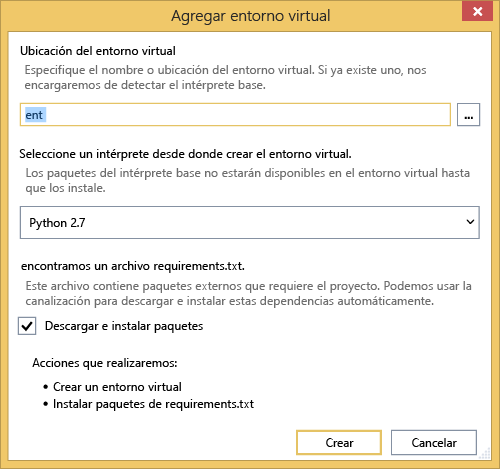 Agregar entorno virtual
Ubicación del entorno virtual
Especifique el nombre o ubicación del entorno virtual. Si ya existe uno, nos
encargaremos de detectar el intérprete base.
ent
...
Seleccione un intérprete desde donde crear el entorno virtual.
Los paquetes del intérprete base no estarán disponibles en el entorno virtual hasta
que los instale.
Python 2.7
encontramos un archivo requirements.txt.
Este archivo contiene paquetes externos que requiere el proyecto. Podemos usar la
canalización para descargar e instalar estas dependencias automáticamente.
Descargar e instalar paquetes
Acciones que realizaremos:
• Crear un entorno virtual
• Instalar paquetes de requirements.txt
Crear
Cancelar